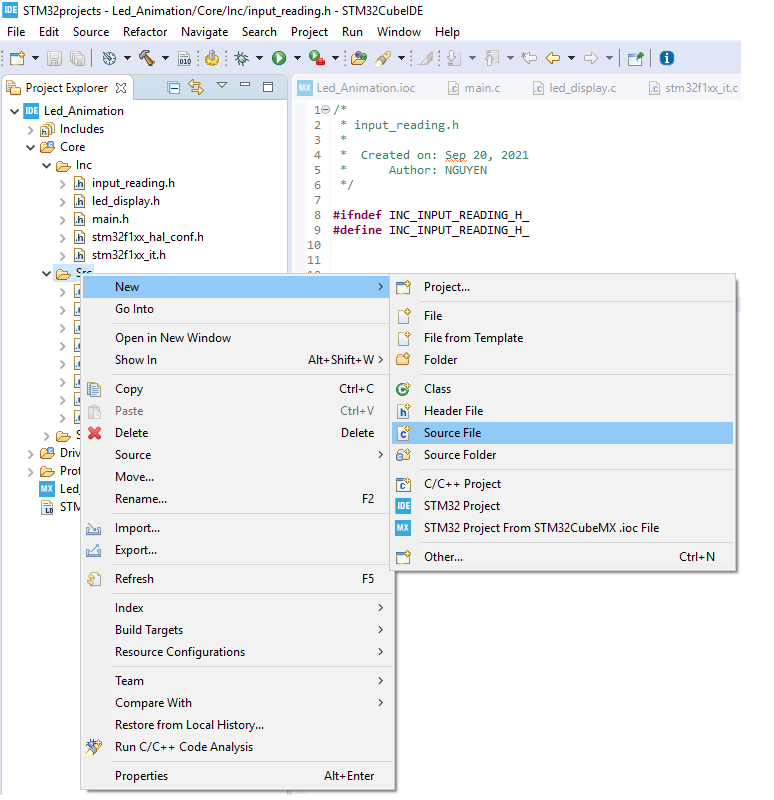 STM32projects - Led_Animation/Core/Inc/input_reading.h - STM32CubeIDE
File Edit Source Refactor Navigate Search Project Run Window Help
Project Explorer
Led_Animation.ioc main.c led_display.c stm32f1xx_it.c
Led_Animation
Includes
Core
Inc
input_reading.h
led_display.h
main.h
stm32f1xx_hal_conf.h
stm32f1xx_it.h
Src
1 /*
2 * input_reading.h
3 *
4 * Created on: Sep 20, 2021
5 * Author: NGUYEN
6 */
7
8 #ifndef INC_INPUT_READING_H_
9 #define INC_INPUT_READING_H_
10
11
New
Go Into
Open in New Window
Show In Alt+Shift+W
Copy Ctrl+C
Paste Ctrl+V
Delete Delete
Source
Move...
Rename... F2
Import...
Export...
Refresh F5
Index
Build Targets
Resource Configurations
Team
Compare With
Restore from Local History...
Run C/C++ Code Analysis
Properties Alt+Enter
Project...
File
File from Template
Folder
Class
Header File
Source File
Source Folder
C/C++ Project
STM32 Project
STM32 Project From STM32CubeMX .ioc File
Other... Ctrl+N